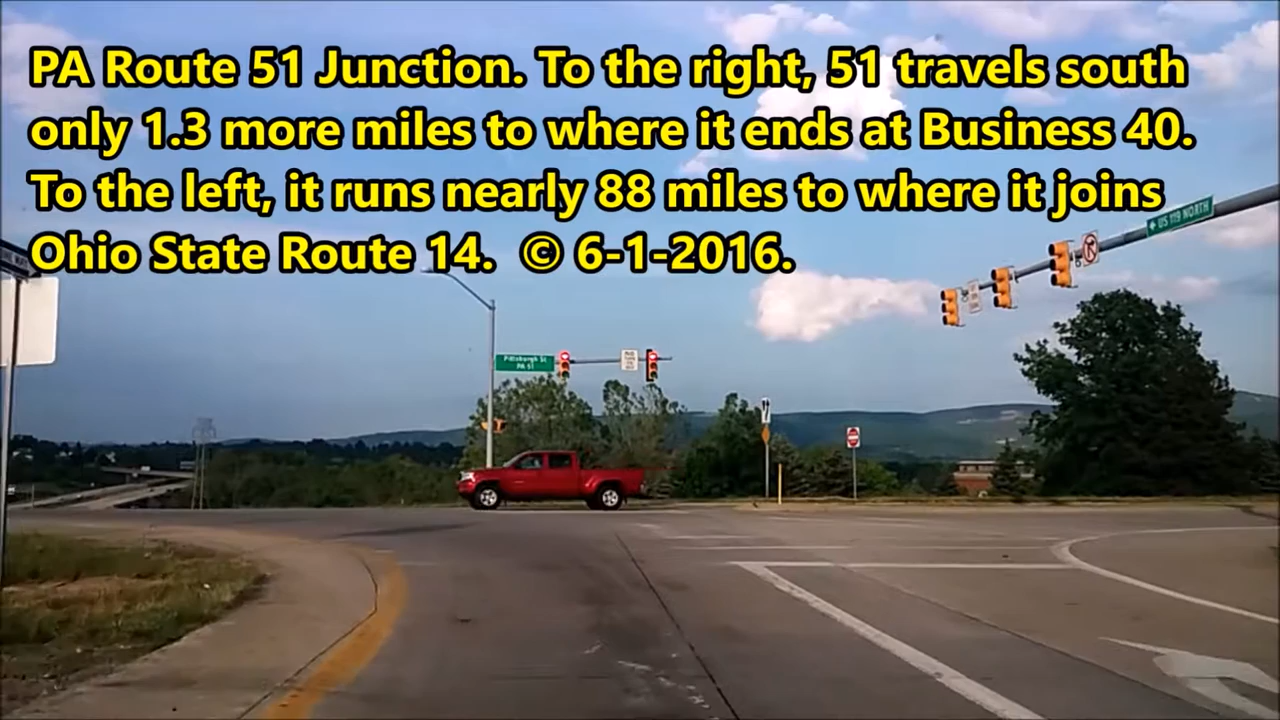 PA Route 51 Junction. To the right, 51 travels south
only 1.3 more miles to where it ends at Business 40.
To the left, it runs nearly 88 miles to where it joins
Ohio State Route 14.  © 6-1-2016.
US 119 NORTH
Pittsburgh St
PA 51